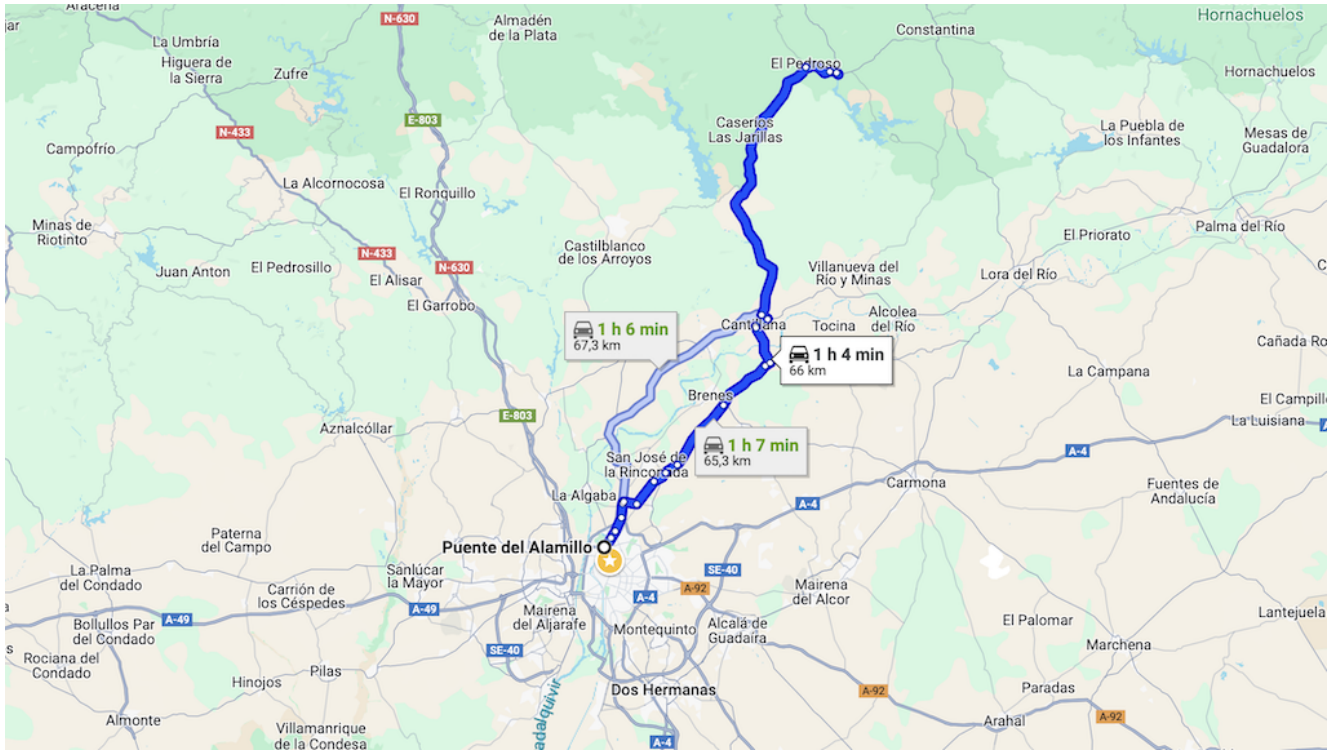 Aracena
N-630
Almadén
de la Plata
Hornachuelos
Constantina
La Umbría
Higuera de
la Sierra
Zufre
El Pedroso
Hornachuelos
E-803
N-433
Caseríos
Las Jarillas
La Puebla de
los Infantes
Mesas de
Guadalora
Campofrío
La Alcornocosa
El Ronquillo
Minas de
Riotinto
Palma del Río
El Priorato
Castilblanco
de los Arroyos
N-433
N-630
Juan Anton
El Pedrosillo
El Alisar
Villanueva del
Río y Minas
Lora del Río
El Garrobo
Alcolea
del Río
Cantillana
Tocina
1 h 6 min
67,3 km
1 h 4 min
66 km
Cañada Ro
La Campana
Brenes
El Campill
La Luisiana
E-803
Aznalcóllar
1 h 7 min
65,3 km
A-4
San José de
la Rinconada
Carmona
Fuentes de
Andalucía
La Algaba
A-4
Paterna
del Campo
Puente del Alamillo
La Palma
del Condado
Sanlúcar
la Mayor
SE-40
Carrión de
los Céspedes
A-92
Mairena
del Alcor
A-4
A-49
A-49
Mairena
del Aljarafe
Lantejuela
Bollullos Par
del Condado
Montequinto
Alcalá de
Guadaira
El Palomar
Marchena
SE-40
Rociana del
Condado
Pilas
Hinojos
Dos Hermanas
A-92
Paradas
Almonte
adalquivir
A-92
Arahal
Villamanrique
de la Condesa
A-4